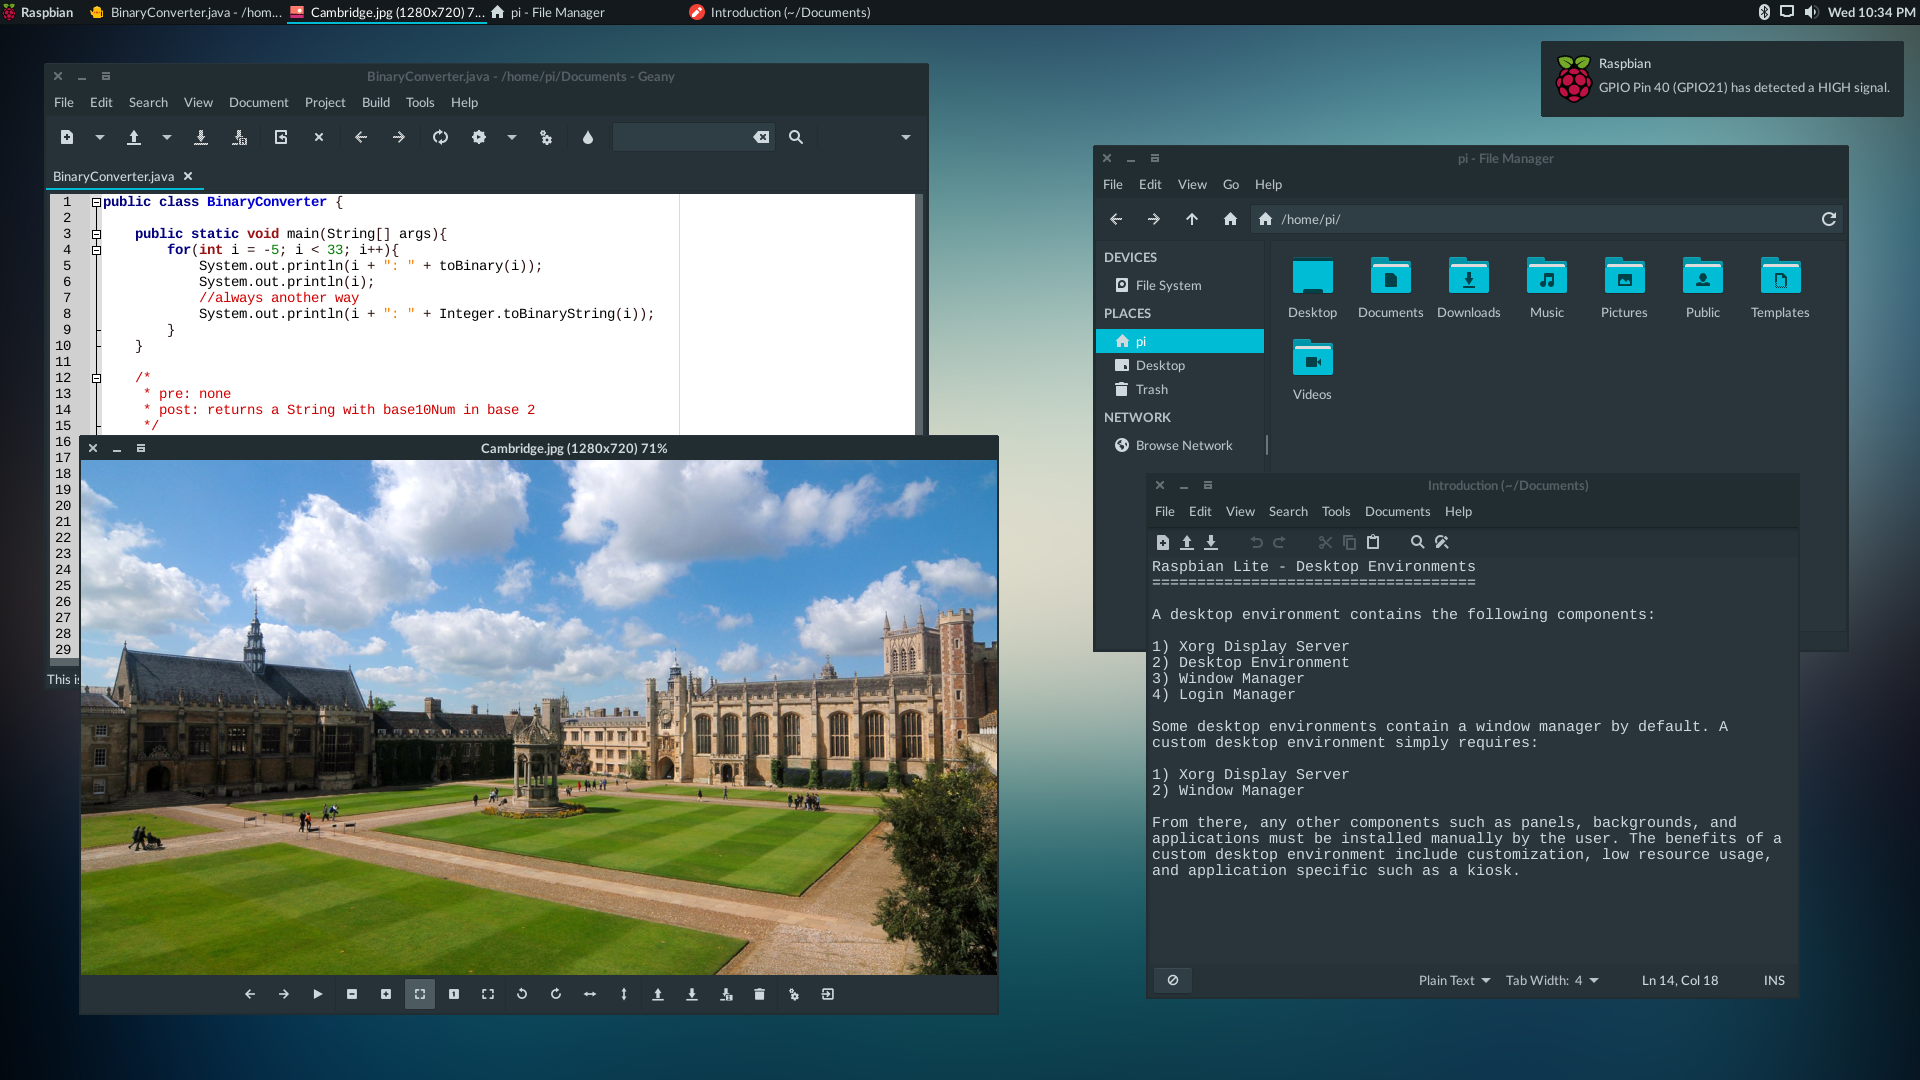 Raspbian
BinaryConverter.java - /hom...
Cambridge.jpg (1280x720) 7...
pi - File Manager
Introduction (~/Documents)
Wed 10:34 PM
Raspbian
GPIO Pin 40 (GPIO21) has detected a HIGH signal.
BinaryConverter.java - /home/pi/Documents - Geany
File Edit Search View Document Project Build Tools Help
BinaryConverter.java
1 public class BinaryConverter {
2
3 public static void main(String[] args){
4 for(int i = -5; i < 33; i++){
5 System.out.println(i + ": " + toBinary(i));
6 System.out.println(i);
7 //always another way
8 System.out.println(i + ": " + Integer.toBinaryString(i));
9 }
10 }
11
12 /*
13 * pre: none
14 * post: returns a String with base10Num in base 2
15 */
16
17
18
19
20
21
22
23
24
25
26
27
28
29
This is
Cambridge.jpg (1280x720) 71%
pi - File Manager
File Edit View Go Help
/home/pi/
DEVICES
File System
PLACES
pi
Desktop
Trash
NETWORK
Browse Network
Desktop Documents Downloads Music Pictures Public Templates
Videos
Introduction (~/Documents)
File Edit View Search Tools Documents Help
Raspbian Lite - Desktop Environments
====================================
A desktop environment contains the following components:
1) Xorg Display Server
2) Desktop Environment
3) Window Manager
4) Login Manager
Some desktop environments contain a window manager by default. A
custom desktop environment simply requires:
1) Xorg Display Server
2) Window Manager
From there, any other components such as panels, backgrounds, and
applications must be installed manually by the user. The benefits of a
custom desktop environment include customization, low resource usage,
and application specific such as a kiosk.
Plain Text Tab Width: 4 Ln 14, Col 18 INS